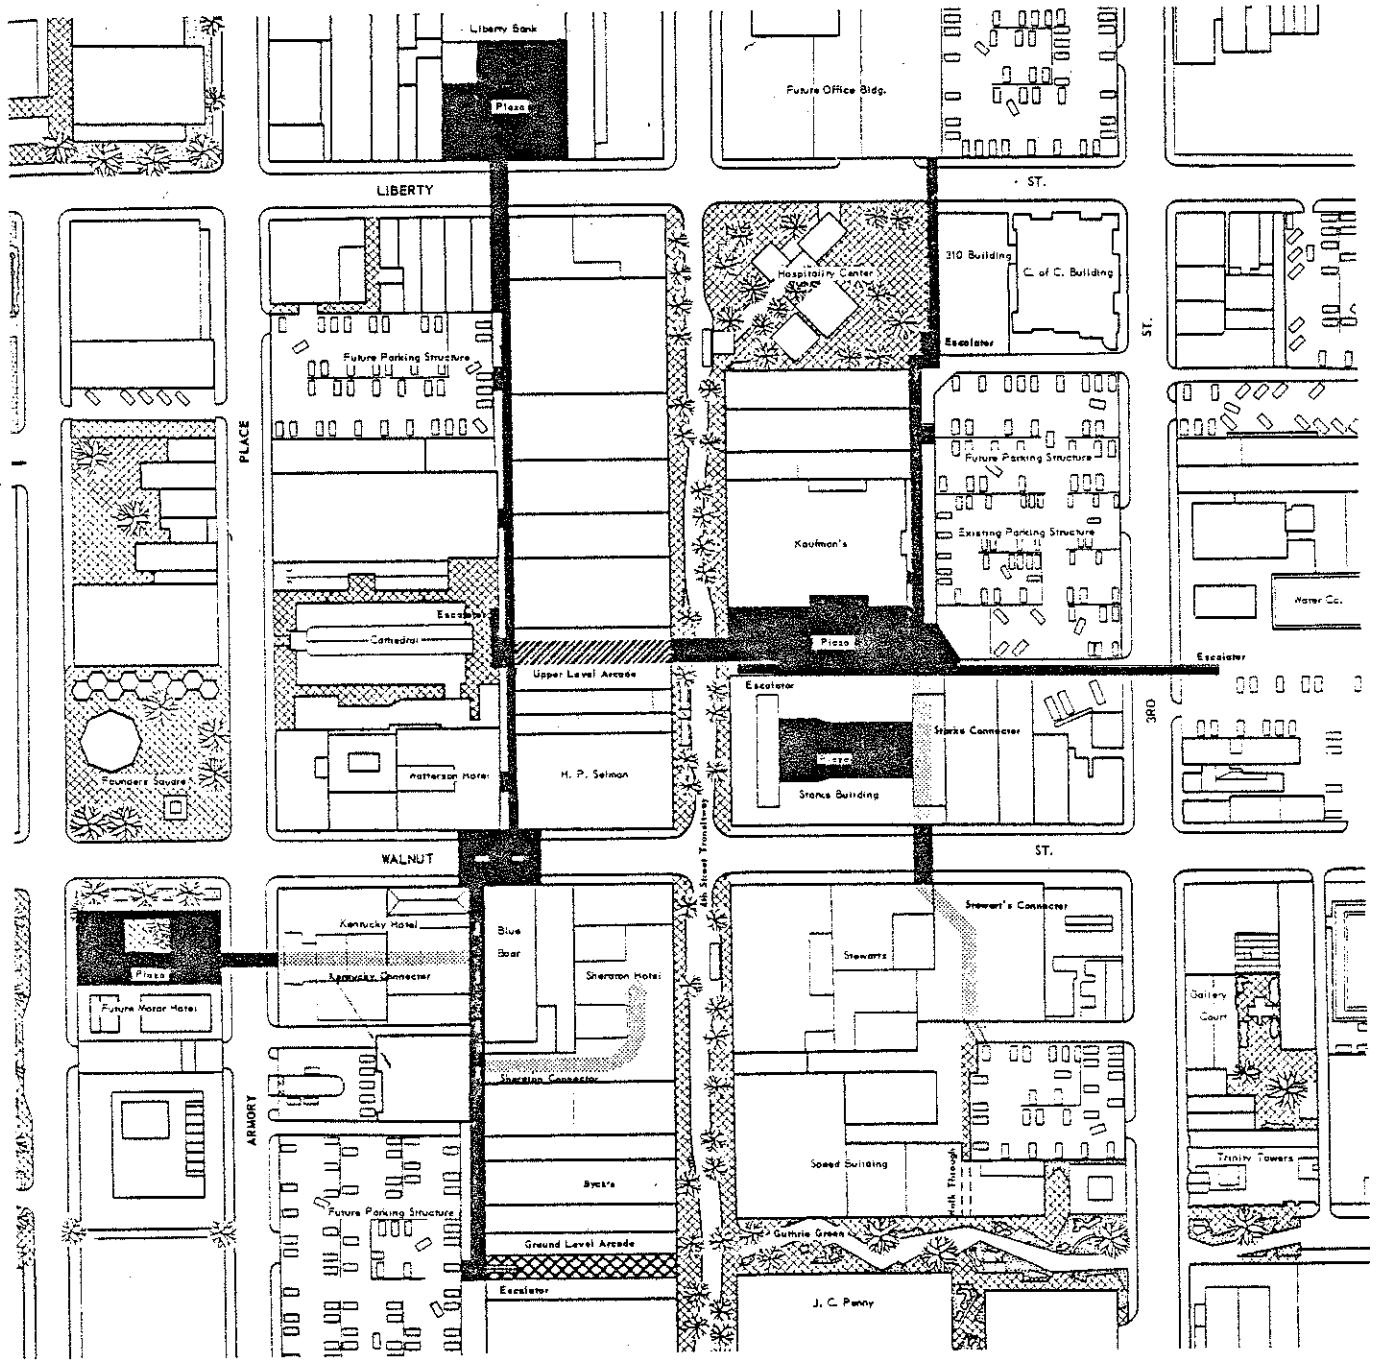 Liberty Bank
Plaza
Future Office Bldg.
LIBERTY
ST.
Hospitality Center
310 Building
C. of C. Building
Escalator
ST.
Future Parking Structure
PLACE
Future Parking Structure
Existing Parking Structure
Kaufman's
Water Co.
Escalator
Cathedral
Plaza
Escalator
Upper Level Arcade
Escalator
3RD
Starks Connector
Plaza
Starks Building
Founders Square
Patterson Hotel
H. P. Selman
4th Street Transitway
WALNUT
ST.
Kentucky Hotel
Blue
Boar
Stewart's Connector
Stewarts
Plaza
Kentucky Connector
Sheraton Hotel
Future Motor Hotel
Gallery
Court
Sheraton Connector
ARMORY
Speed Building
Walk Through
Trinity Towers
Byck's
Future Parking Structure
Guthrie Green
Ground Level Arcade
Escalator
J. C. Penny